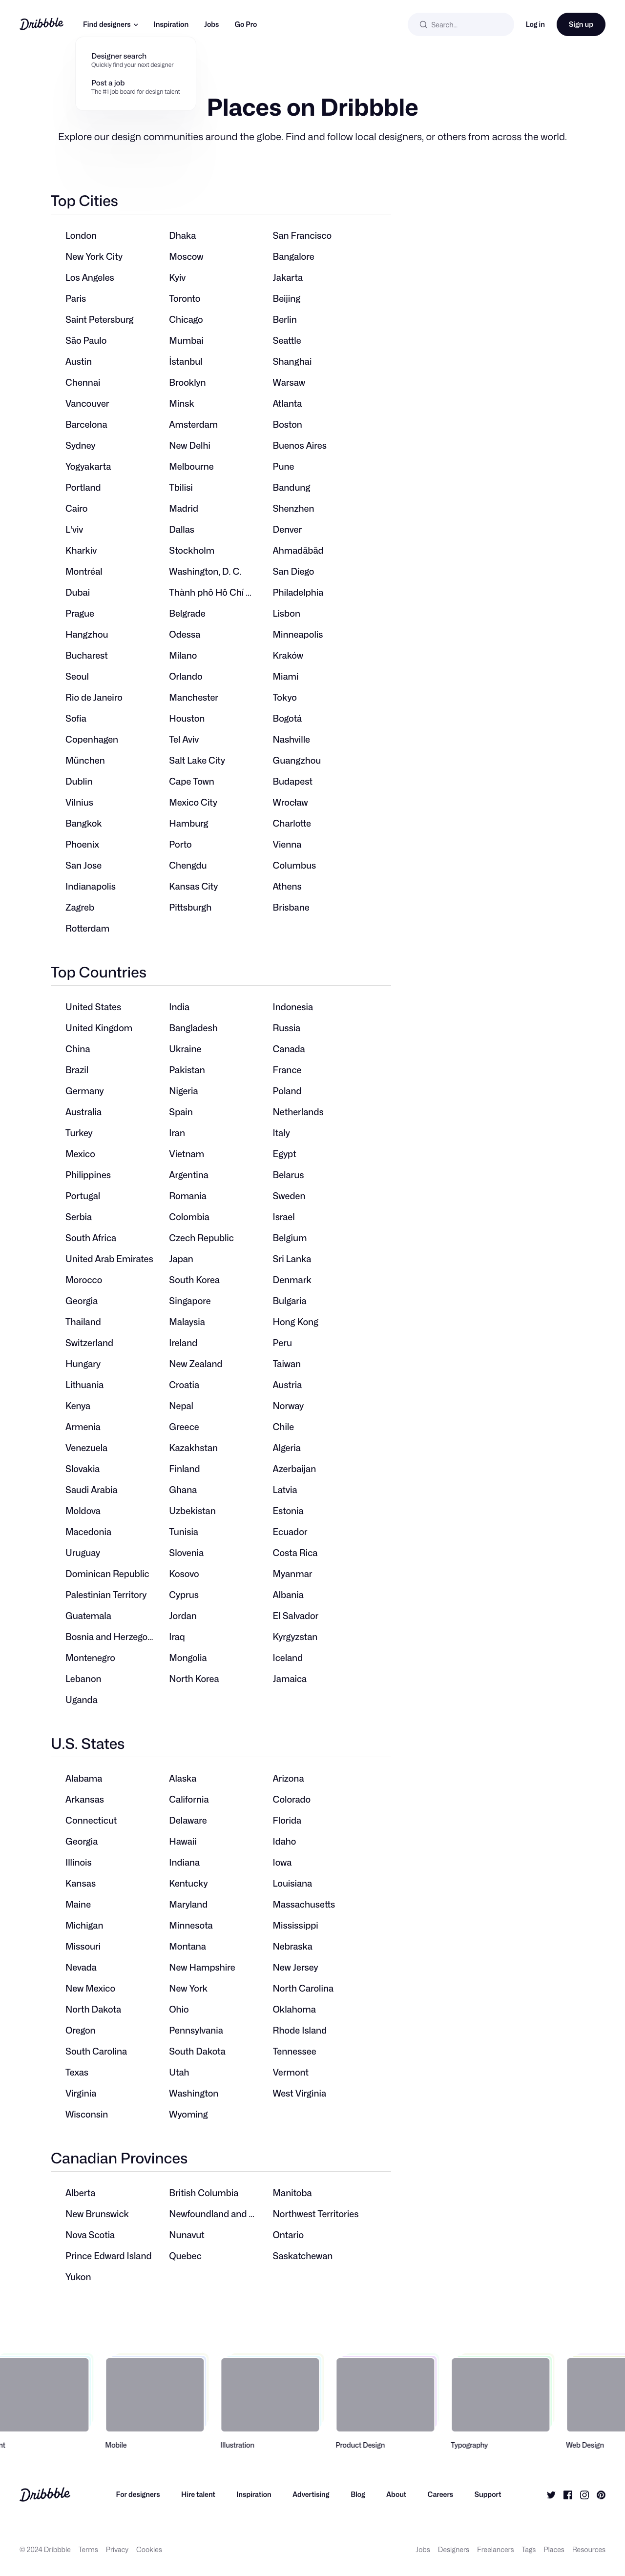 Dribbble Find designers Inspiration Jobs Go Pro Search... Log in Sign up
Designer search
Quickly find your next designer
Post a job
The #1 job board for design talent
Places on Dribbble
Explore our design communities around the globe. Find and follow local designers, or others from across the world.
Top Cities
London Dhaka San Francisco
New York City Moscow Bangalore
Los Angeles Kyiv Jakarta
Paris Toronto Beijing
Saint Petersburg Chicago Berlin
São Paulo Mumbai Seattle
Austin İstanbul Shanghai
Chennai Brooklyn Warsaw
Vancouver Minsk Atlanta
Barcelona Amsterdam Boston
Sydney New Delhi Buenos Aires
Yogyakarta Melbourne Pune
Portland Tbilisi Bandung
Cairo Madrid Shenzhen
L'viv Dallas Denver
Kharkiv Stockholm Ahmadābād
Montréal Washington, D. C. San Diego
Dubai Thành phố Hồ Chí ... Philadelphia
Prague Belgrade Lisbon
Hangzhou Odessa Minneapolis
Bucharest Milano Kraków
Seoul Orlando Miami
Rio de Janeiro Manchester Tokyo
Sofia Houston Bogotá
Copenhagen Tel Aviv Nashville
München Salt Lake City Guangzhou
Dublin Cape Town Budapest
Vilnius Mexico City Wrocław
Bangkok Hamburg Charlotte
Phoenix Porto Vienna
San Jose Chengdu Columbus
Indianapolis Kansas City Athens
Zagreb Pittsburgh Brisbane
Rotterdam
Top Countries
United States India Indonesia
United Kingdom Bangladesh Russia
China Ukraine Canada
Brazil Pakistan France
Germany Nigeria Poland
Australia Spain Netherlands
Turkey Iran Italy
Mexico Vietnam Egypt
Philippines Argentina Belarus
Portugal Romania Sweden
Serbia Colombia Israel
South Africa Czech Republic Belgium
United Arab Emirates Japan Sri Lanka
Morocco South Korea Denmark
Georgia Singapore Bulgaria
Thailand Malaysia Hong Kong
Switzerland Ireland Peru
Hungary New Zealand Taiwan
Lithuania Croatia Austria
Kenya Nepal Norway
Armenia Greece Chile
Venezuela Kazakhstan Algeria
Slovakia Finland Azerbaijan
Saudi Arabia Ghana Latvia
Moldova Uzbekistan Estonia
Macedonia Tunisia Ecuador
Uruguay Slovenia Costa Rica
Dominican Republic Kosovo Myanmar
Palestinian Territory Cyprus Albania
Guatemala Jordan El Salvador
Bosnia and Herzego... Iraq Kyrgyzstan
Montenegro Mongolia Iceland
Lebanon North Korea Jamaica
Uganda
U.S. States
Alabama Alaska Arizona
Arkansas California Colorado
Connecticut Delaware Florida
Georgia Hawaii Idaho
Illinois Indiana Iowa
Kansas Kentucky Louisiana
Maine Maryland Massachusetts
Michigan Minnesota Mississippi
Missouri Montana Nebraska
Nevada New Hampshire New Jersey
New Mexico New York North Carolina
North Dakota Ohio Oklahoma
Oregon Pennsylvania Rhode Island
South Carolina South Dakota Tennessee
Texas Utah Vermont
Virginia Washington West Virginia
Wisconsin Wyoming
Canadian Provinces
Alberta British Columbia Manitoba
New Brunswick Newfoundland and ... Northwest Territories
Nova Scotia Nunavut Ontario
Prince Edward Island Quebec Saskatchewan
Yukon
nt Mobile Illustration Product Design Typography Web Design
Dribbble For designers Hire talent Inspiration Advertising Blog About Careers Support
© 2024 Dribbble Terms Privacy Cookies Jobs Designers Freelancers Tags Places Resources